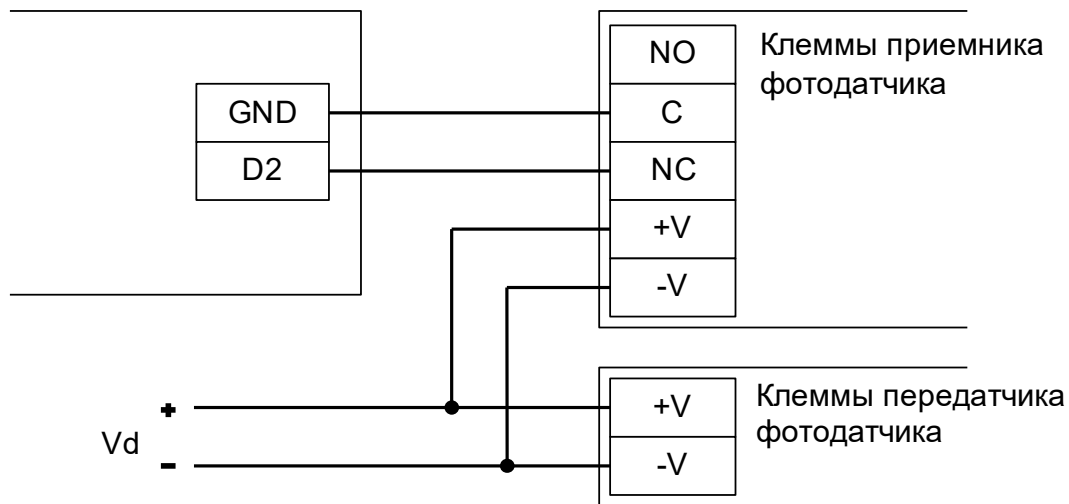 NO
Клеммы приемника
фотодатчика
GND
C
D2
NC
+V
-V
+
Vd
-
+V
Клеммы передатчика
фотодатчика
-V